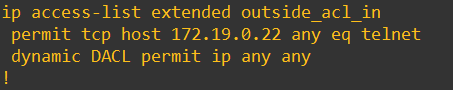 ip access-list extended outside_acl_in
permit tcp host 172.19.0.22 any eq telnet
dynamic DACL permit ip any any
!